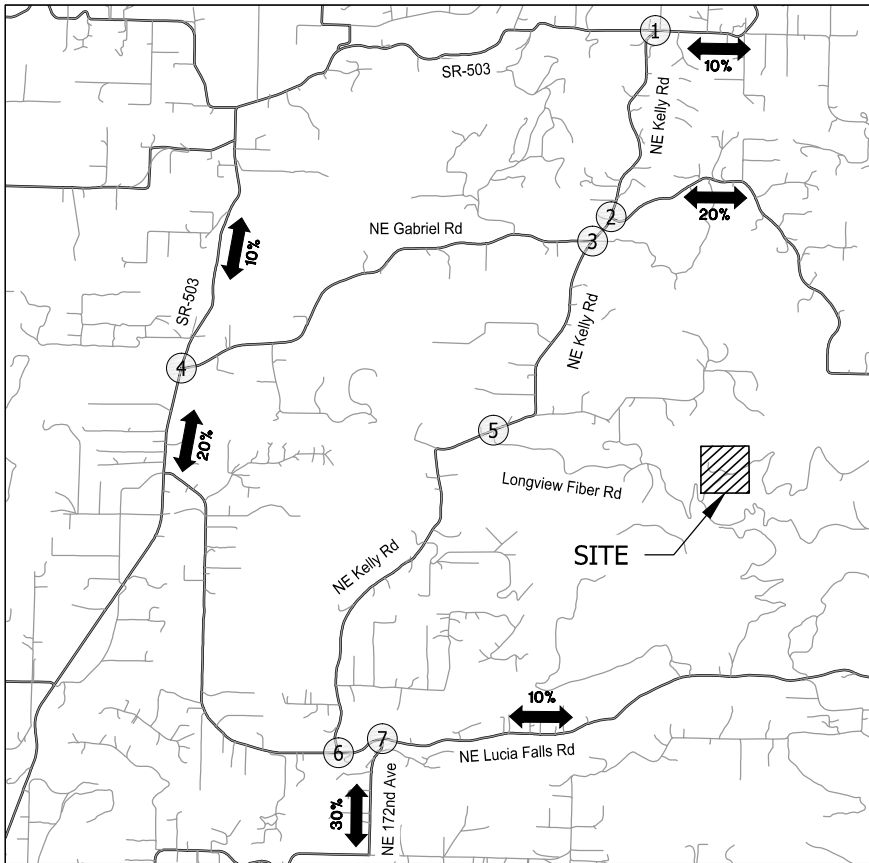 1
10%
SR-503
NE Kelly Rd
2
20%
NE Gabriel Rd
3
10%
SR-503
NE Kelly Rd
4
20%
5
Longview Fiber Rd
SITE
NE Kelly Rd
10%
7
6
NE Lucia Falls Rd
NE 172nd Ave
30%